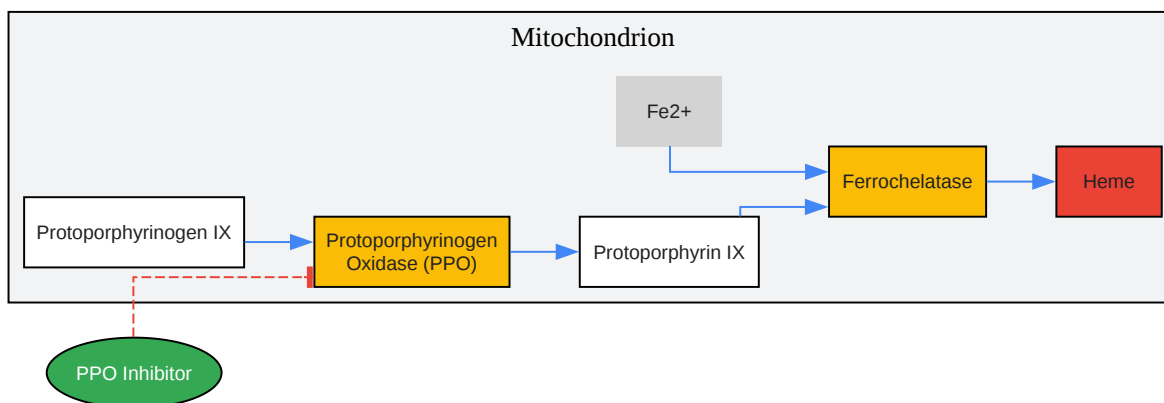 Mitochondrion
Fe2+
Ferrochelatase
Heme
Protoporphyrinogen IX
Protoporphyrinogen
Oxidase (PPO)
Protoporphyrin IX
PPO Inhibitor